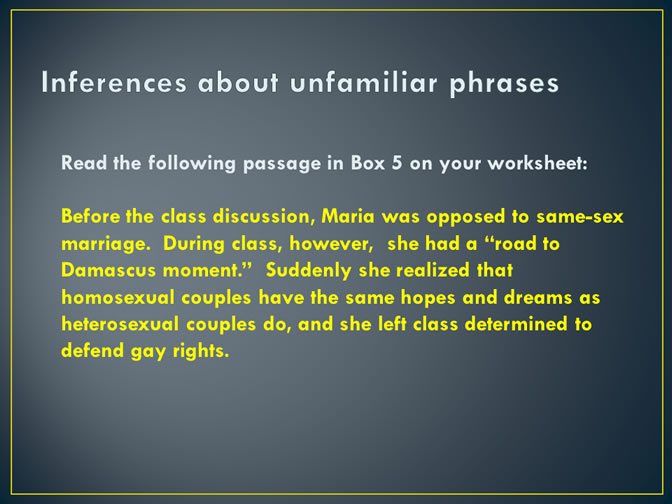 Inferences about unfamiliar phrases
Read the following passage in Box 5 on your worksheet:
Before the class discussion, Maria was opposed to same-sex
marriage.  During class, however,  she had a “road to
Damascus moment.”  Suddenly she realized that
homosexual couples have the same hopes and dreams as
heterosexual couples do, and she left class determined to
defend gay rights.